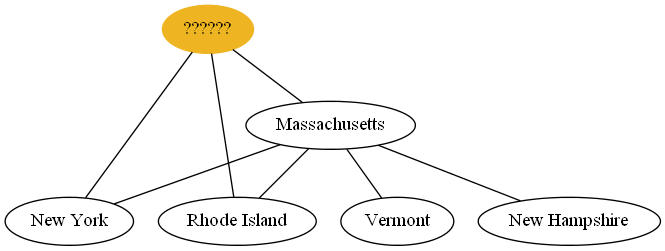 ??????
Massachusetts
New York
Rhode Island
Vermont
New Hampshire